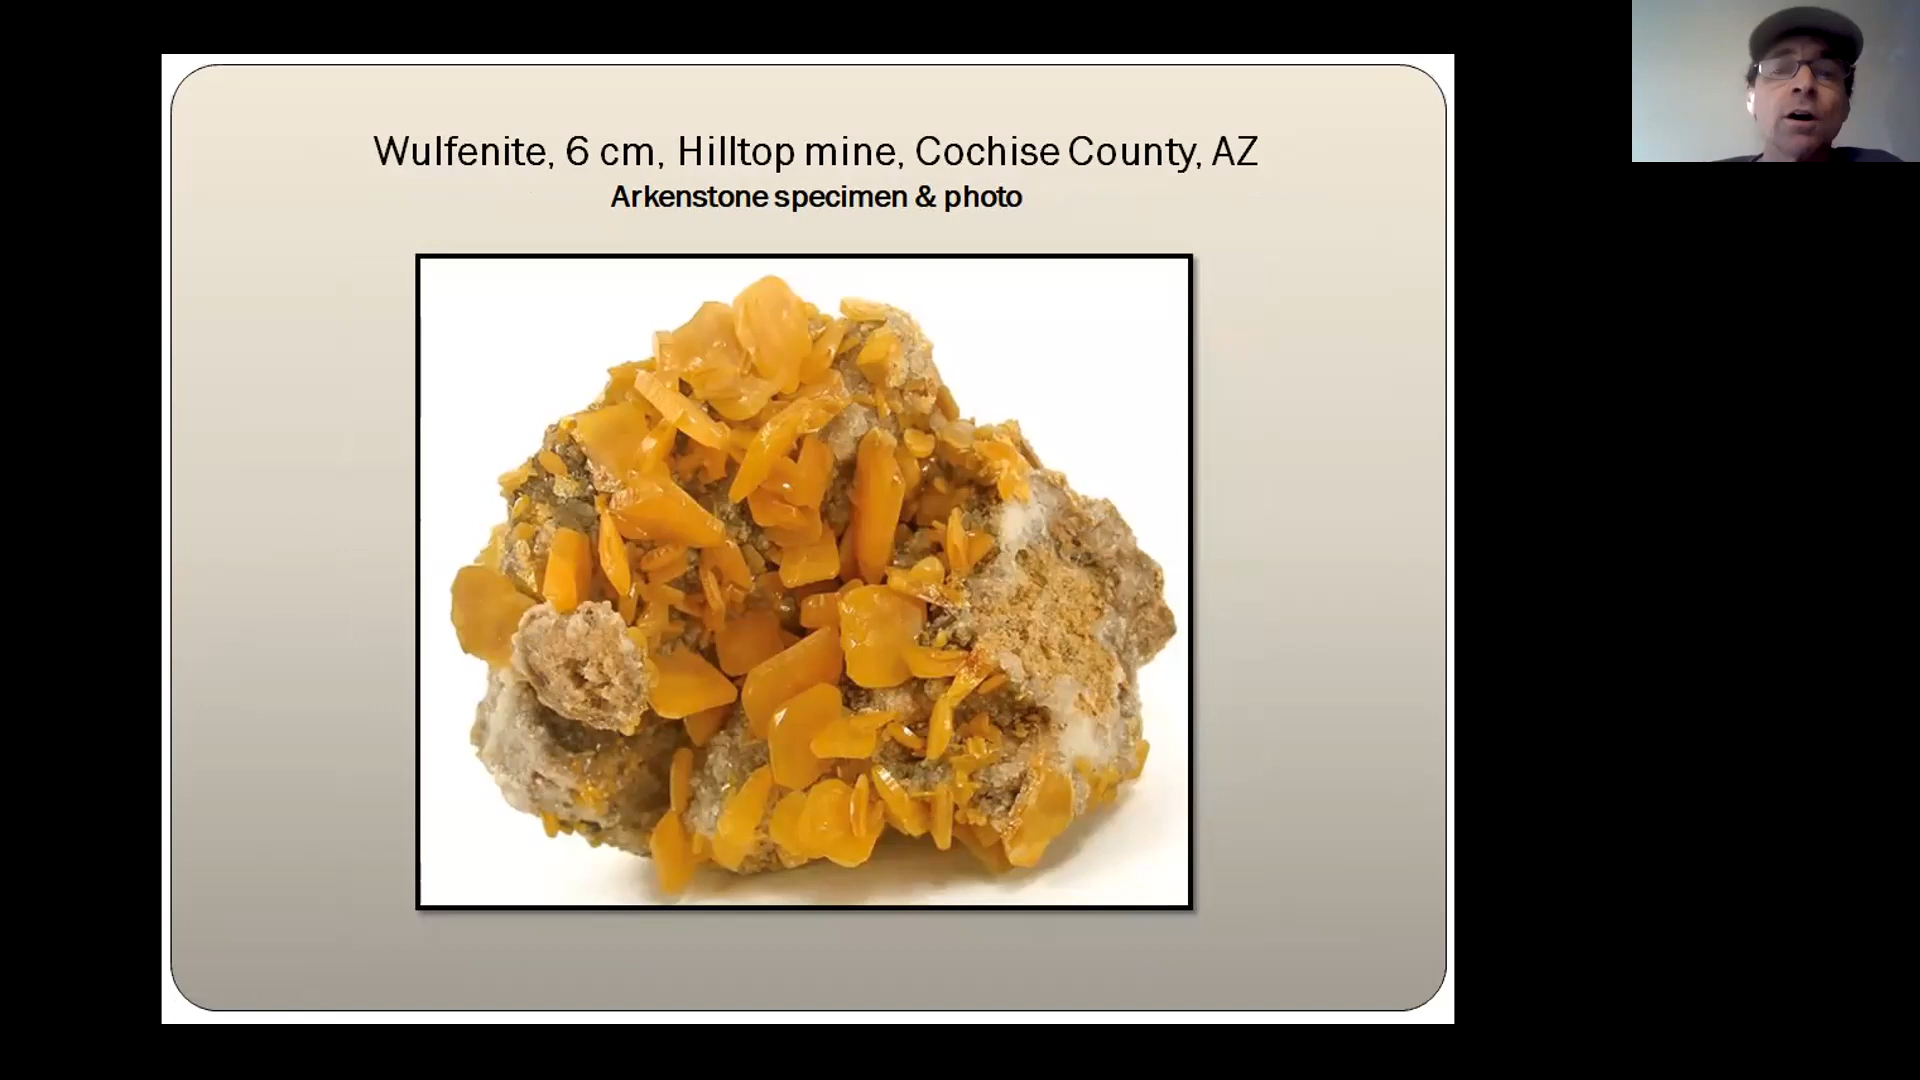 Wulfenite, 6 cm, Hilltop mine, Cochise County, AZ
Arkenstone specimen & photo